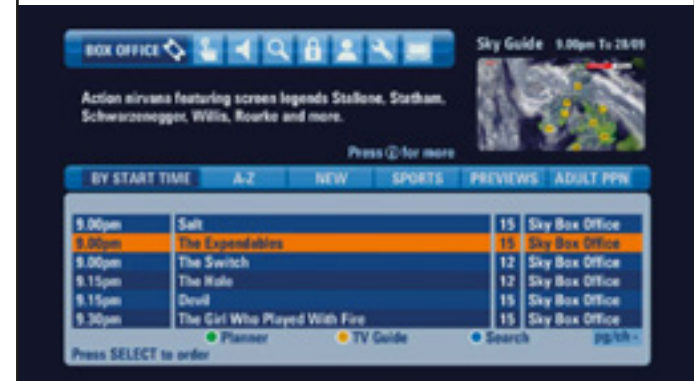 BOX OFFICE
Sky Guide 9.00pm Tu 28/09
Action nirvana featuring screen legends Stallone, Statham,
Schwarzenegger, Willis, Rourke and more.
Press ⓘ for more
BY START TIME A-Z NEW SPORTS PREVIEWS ADULT PPN
9.00pm Salt 15 Sky Box Office
9.00pm The Expendables 15 Sky Box Office
9.00pm The Switch 12 Sky Box Office
9.15pm The Hole 12 Sky Box Office
9.15pm Devil 15 Sky Box Office
9.30pm The Girl Who Played With Fire 15 Sky Box Office
Planner TV Guide Search pg/ch -
Press SELECT to order